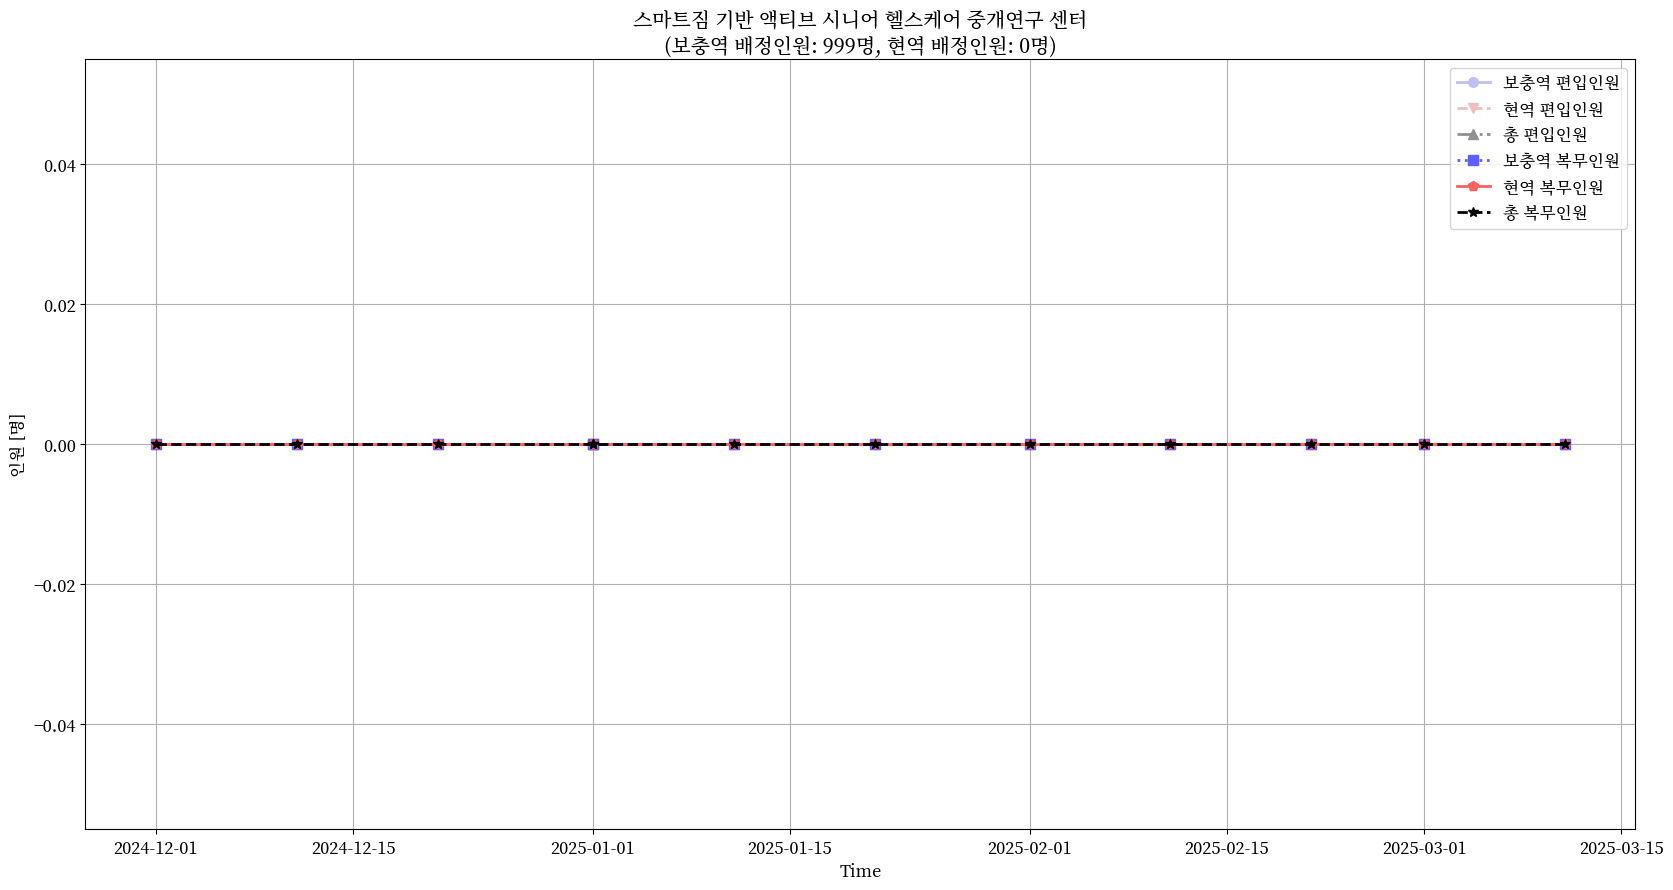 스마트짐 기반 액티브 시니어 헬스케어 중개연구 센터
(보충역 배정인원: 999명, 현역 배정인원: 0명)
보충역 편입인원
현역 편입인원
총 편입인원
보충역 복무인원
현역 복무인원
총 복무인원
인원 [명]
0.04
0.02
0.00
−0.02
−0.04
2024-12-01
2024-12-15
2025-01-01
2025-01-15
2025-02-01
2025-02-15
2025-03-01
2025-03-15
Time